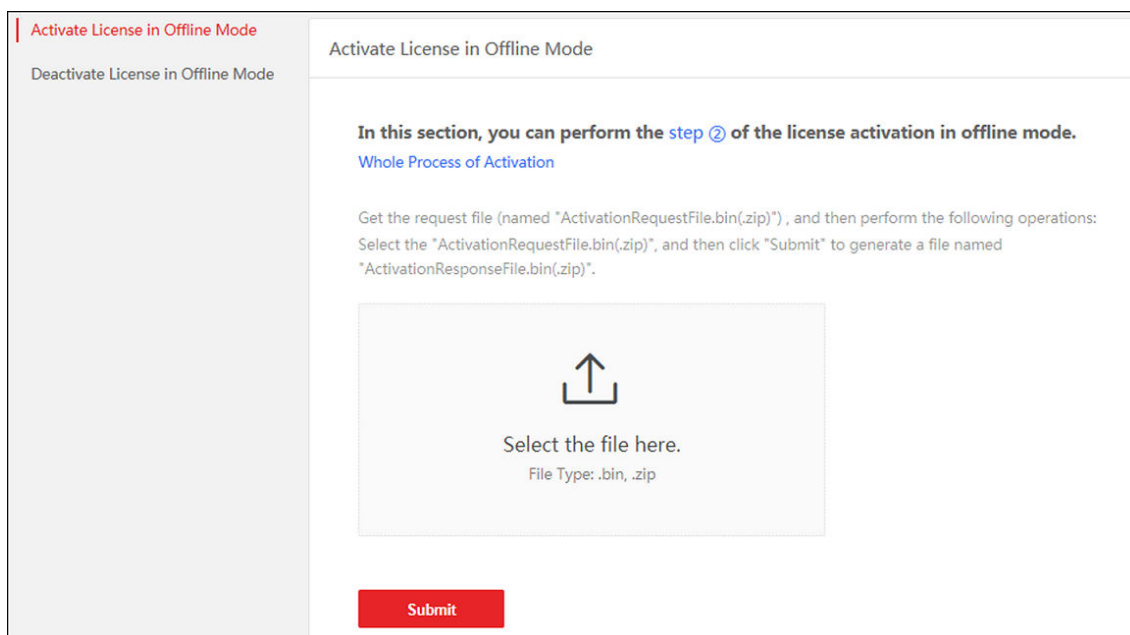 Activate License in Offline Mode
Deactivate License in Offline Mode
Activate License in Offline Mode
In this section, you can perform the step ② of the license activation in offline mode.
Whole Process of Activation
Get the request file (named "ActivationRequestFile.bin(.zip)") , and then perform the following operations:
Select the "ActivationRequestFile.bin(.zip)", and then click "Submit" to generate a file named
"ActivationResponseFile.bin(.zip)".
Select the file here.
File Type: .bin, .zip
Submit